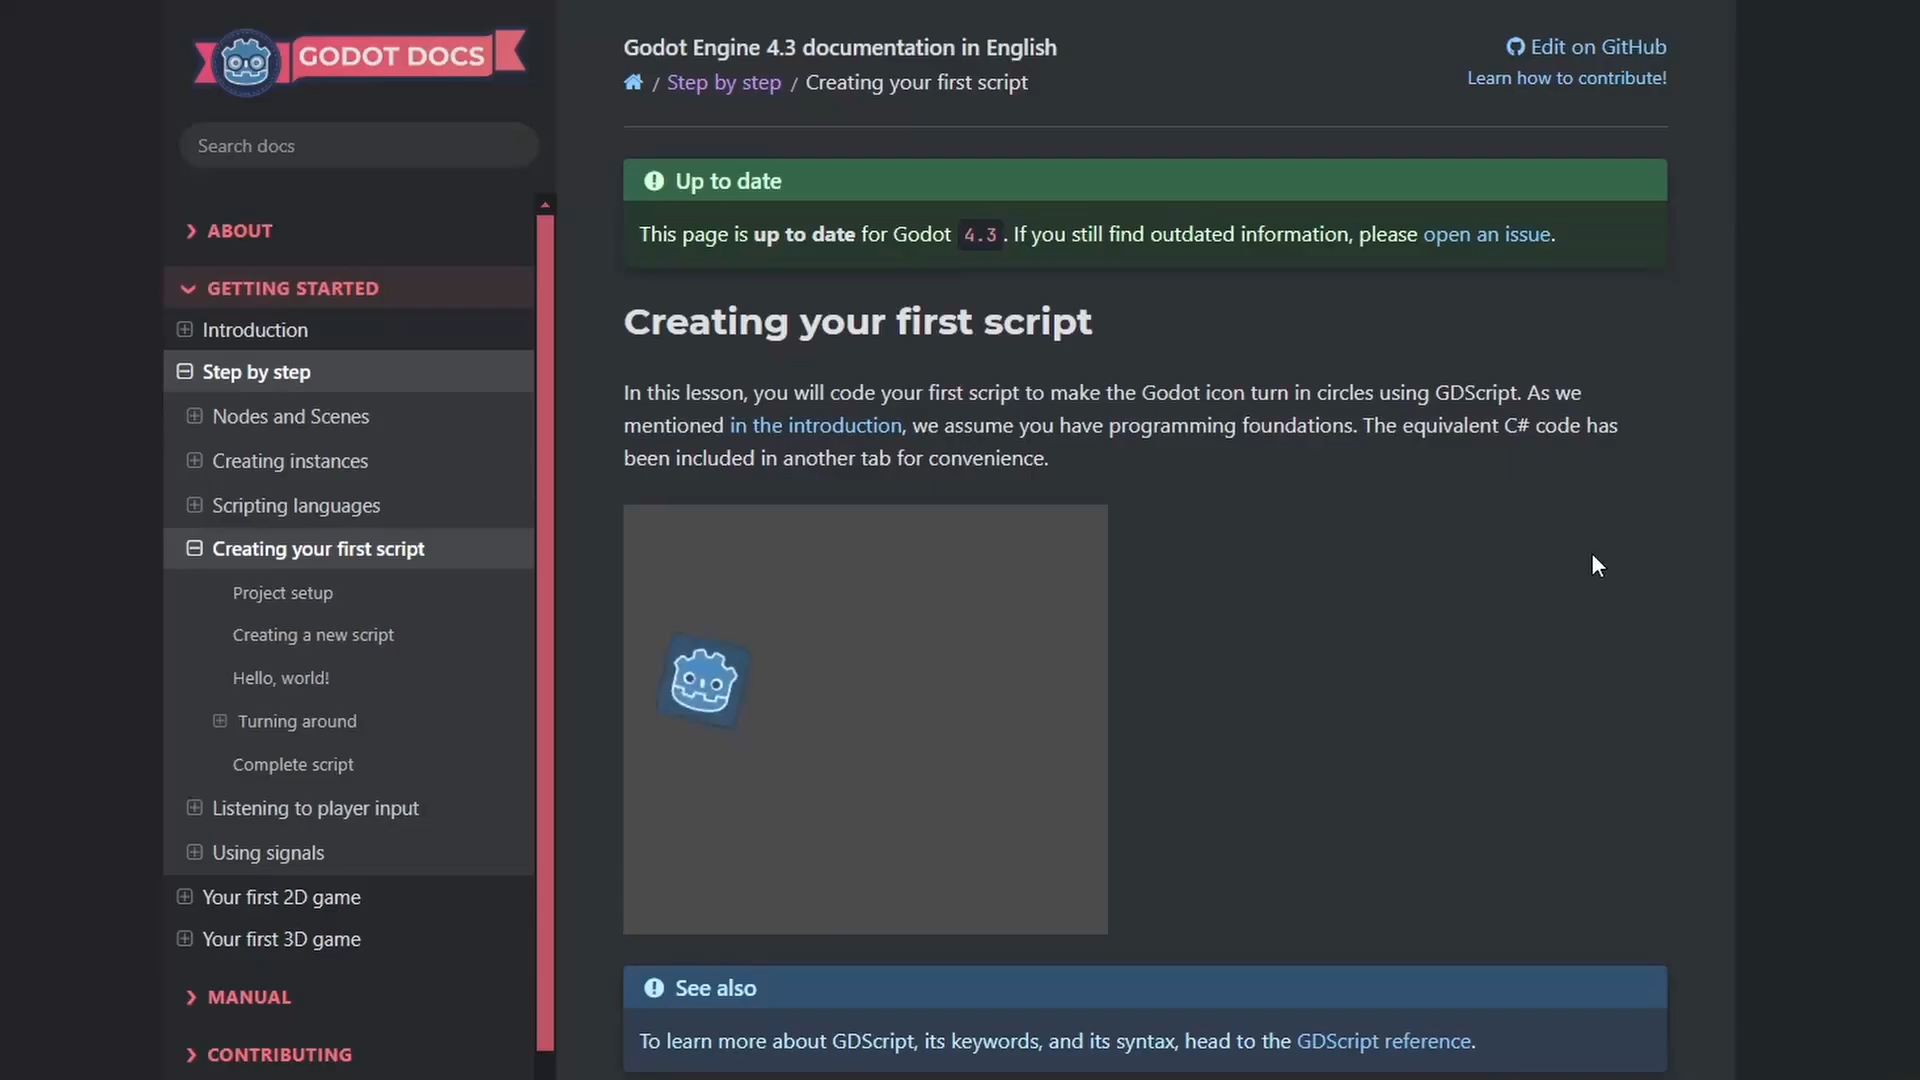 GODOT DOCS
Search docs
ABOUT
GETTING STARTED
Introduction
Step by step
Nodes and Scenes
Creating instances
Scripting languages
Creating your first script
Project setup
Creating a new script
Hello, world!
Turning around
Complete script
Listening to player input
Using signals
Your first 2D game
Your first 3D game
MANUAL
CONTRIBUTING
Godot Engine 4.3 documentation in English
/ Step by step / Creating your first script
Edit on GitHub
Learn how to contribute!
Up to date
This page is up to date for Godot 4.3. If you still find outdated information, please open an issue.
Creating your first script
In this lesson, you will code your first script to make the Godot icon turn in circles using GDScript. As we
mentioned in the introduction, we assume you have programming foundations. The equivalent C# code has
been included in another tab for convenience.
See also
To learn more about GDScript, its keywords, and its syntax, head to the GDScript reference.